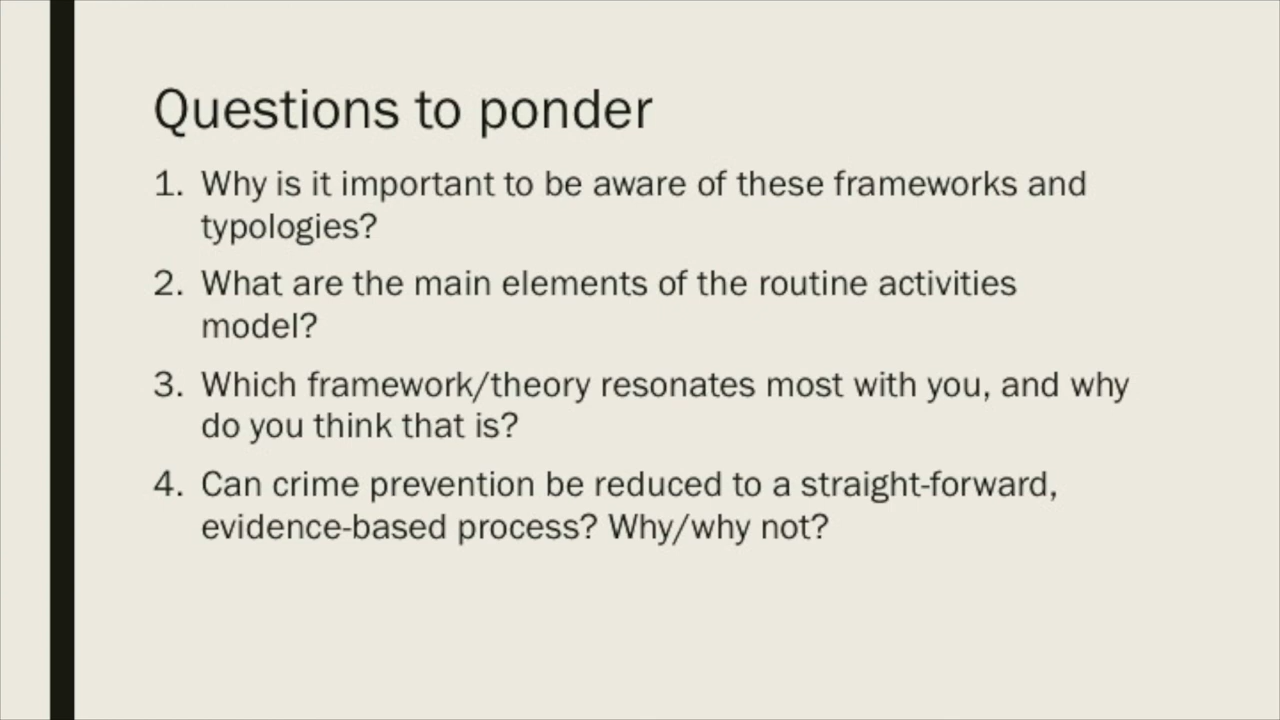 Questions to ponder
1. Why is it important to be aware of these frameworks and
typologies?
2. What are the main elements of the routine activities
model?
3. Which framework/theory resonates most with you, and why
do you think that is?
4. Can crime prevention be reduced to a straight-forward,
evidence-based process? Why/why not?